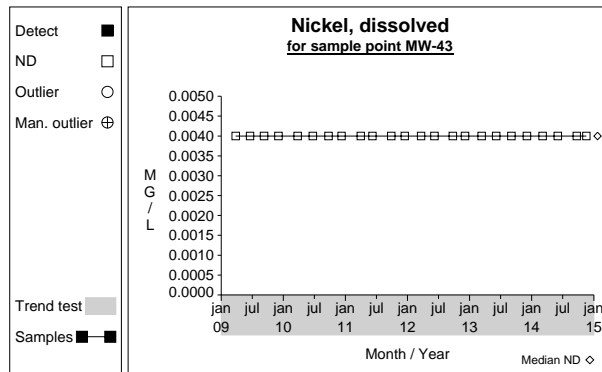 Detect
ND
Outlier
Man. outlier
Trend test
Samples
Nickel, dissolved
for sample point MW-43
M
G
/
L
0.0050
0.0045
0.0040
0.0035
0.0030
0.0025
0.0020
0.0015
0.0010
0.0005
0.0000
jan jul jan jul jan jul jan jul jan jul jan jul jan
09 10 11 12 13 14 15
Month / Year
Median ND